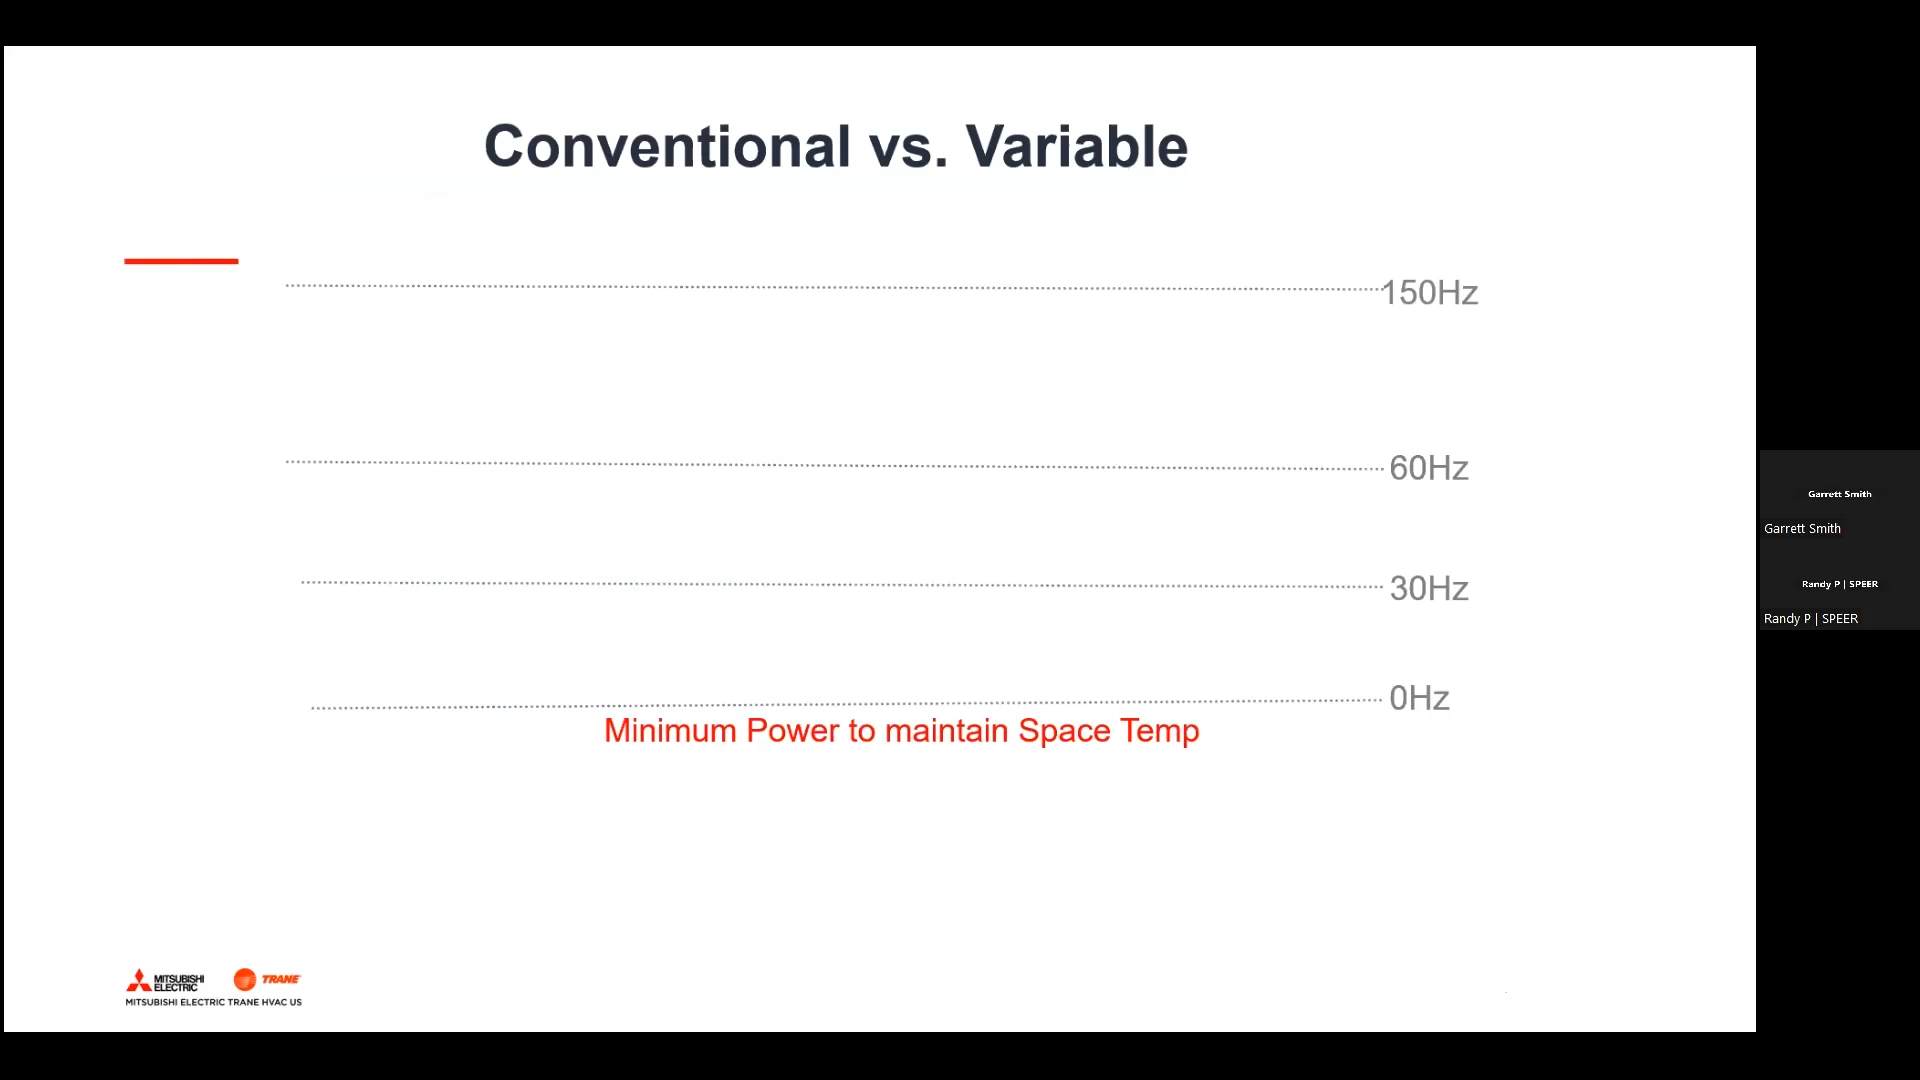 Conventional vs. Variable
150Hz
60Hz
30Hz
0Hz
Minimum Power to maintain Space Temp
MITSUBISHI
ELECTRIC
TRANE
MITSUBISHI ELECTRIC TRANE HVAC US
Garrett Smith
Garrett Smith
Randy P | SPEER
Randy P | SPEER